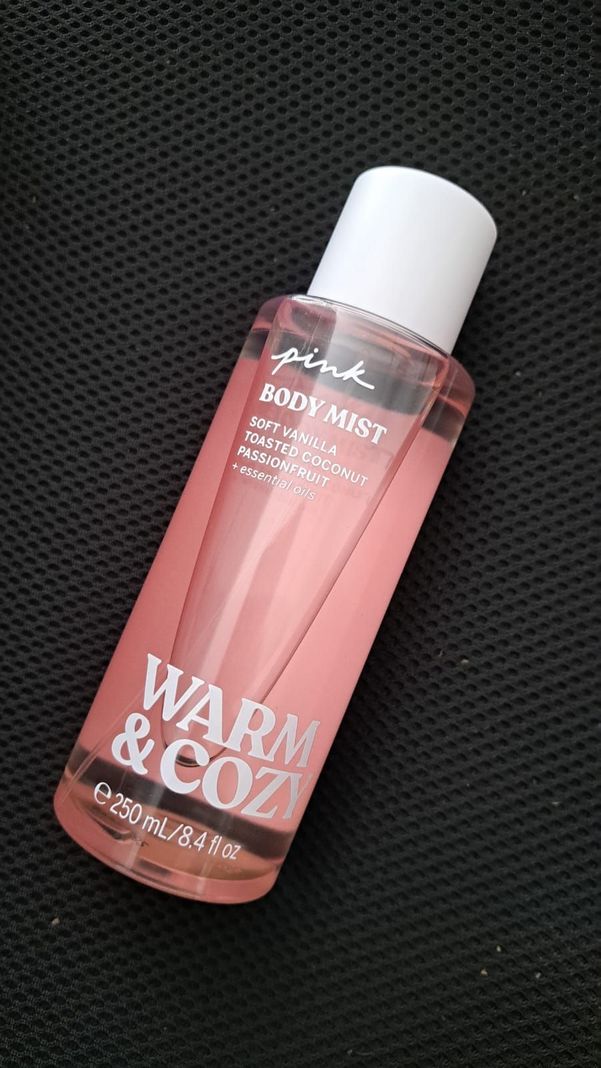 pink
BODY MIST
SOFT VANILLA
TOASTED COCONUT
PASSIONFRUIT
+ essential oils
WARM
& COZY
℮ 250 mL/8.4 fl oz